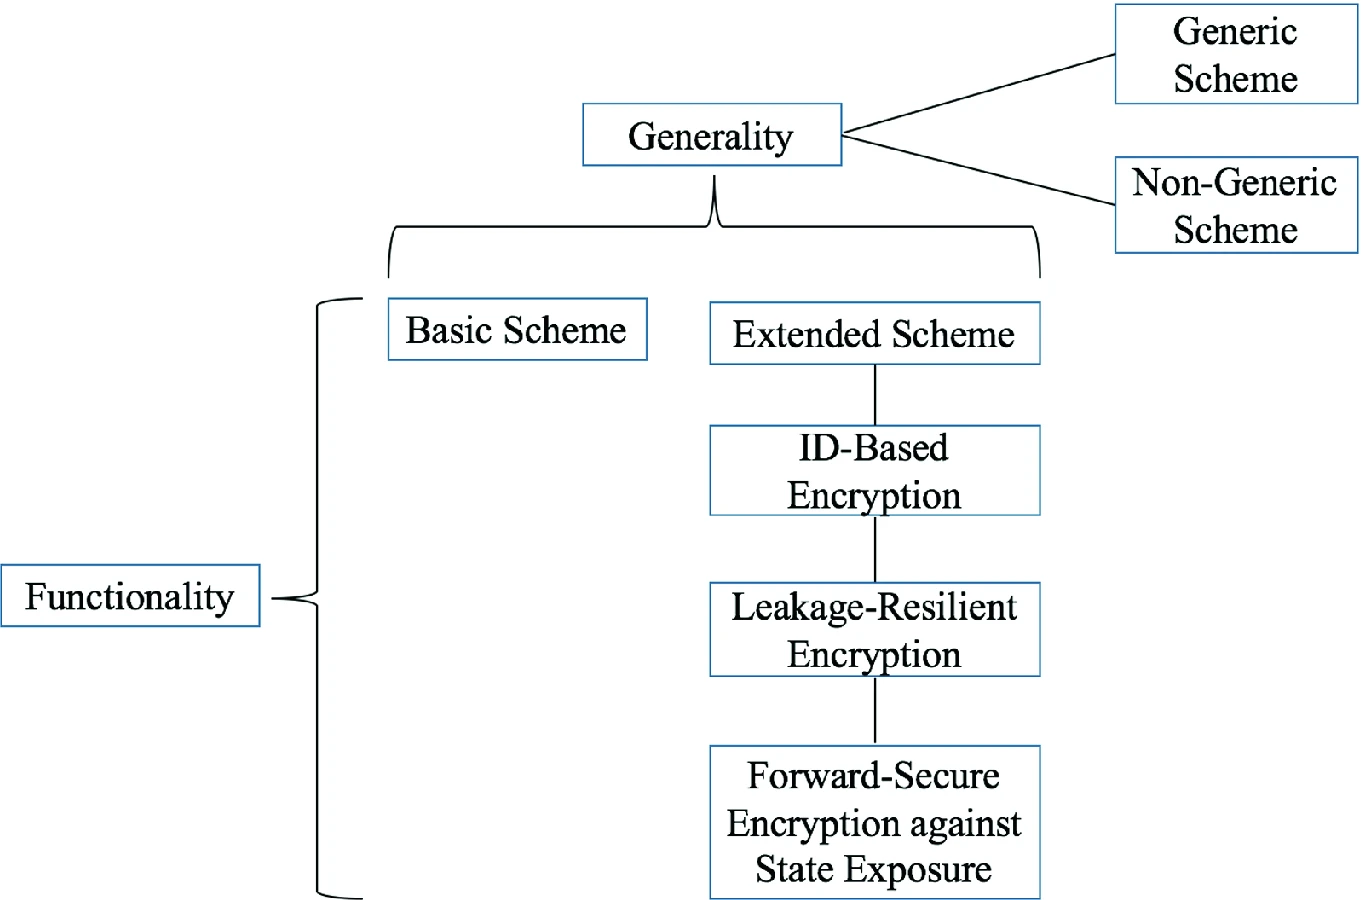 Generic
Scheme
Generality
Non-Generic
Scheme
Basic Scheme
Extended Scheme
ID-Based
Encryption
Functionality
Leakage-Resilient
Encryption
Forward-Secure
Encryption against
State Exposure